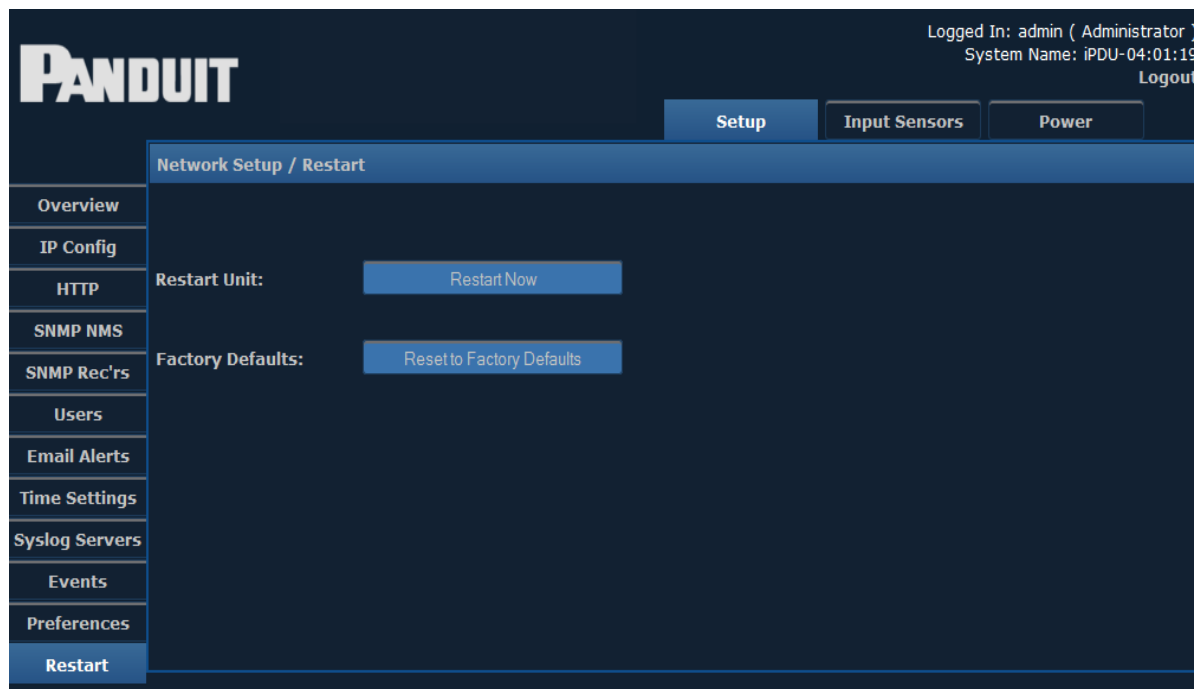 PANDUIT
Logged In: admin ( Administrator )
System Name: iPDU-04:01:19
Logout
Setup
Input Sensors
Power
Network Setup / Restart
Overview
IP Config
HTTP
SNMP NMS
SNMP Rec'rs
Users
Email Alerts
Time Settings
Syslog Servers
Events
Preferences
Restart
Restart Unit:
Restart Now
Factory Defaults:
Reset to Factory Defaults